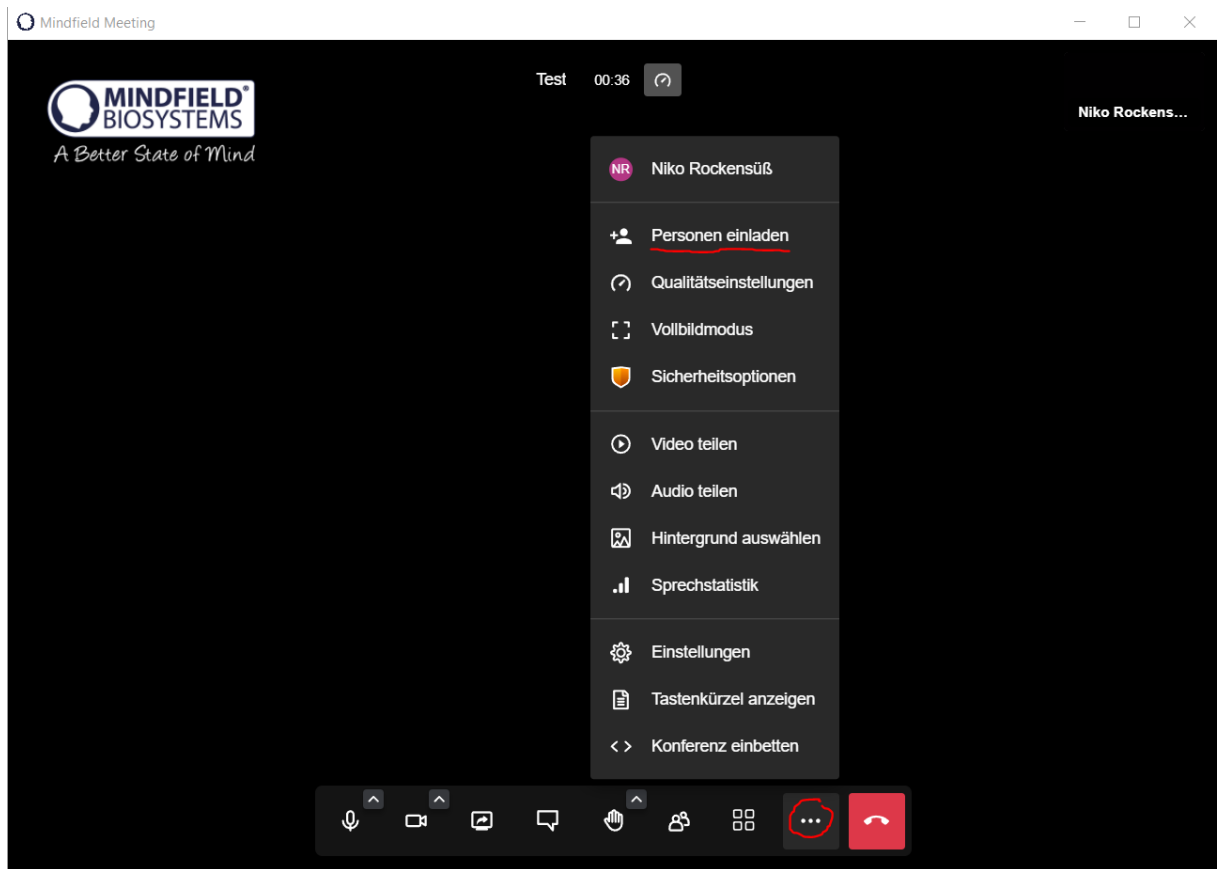 Mindfield Meeting
Test 00:36
MINDFIELD®
BIOSYSTEMS
A Better State of Mind
Niko Rockens...
NR Niko Rockensüß
Personen einladen
Qualitätseinstellungen
Vollbildmodus
Sicherheitsoptionen
Video teilen
Audio teilen
Hintergrund auswählen
Sprechstatistik
Einstellungen
Tastenkürzel anzeigen
Konferenz einbetten